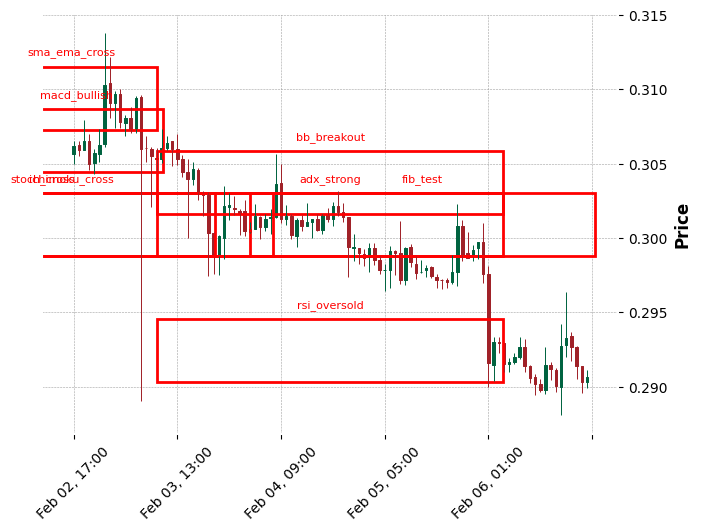 0.315
sma_ema_cross
0.310
macd_bullish
bb_breakout
0.305
ichimoku_cross
adx_strong
fib_test
0.300
Price
rsi_oversold
0.295
0.290
Feb 02, 17:00
Feb 03, 13:00
Feb 04, 09:00
Feb 05, 05:00
Feb 06, 01:00